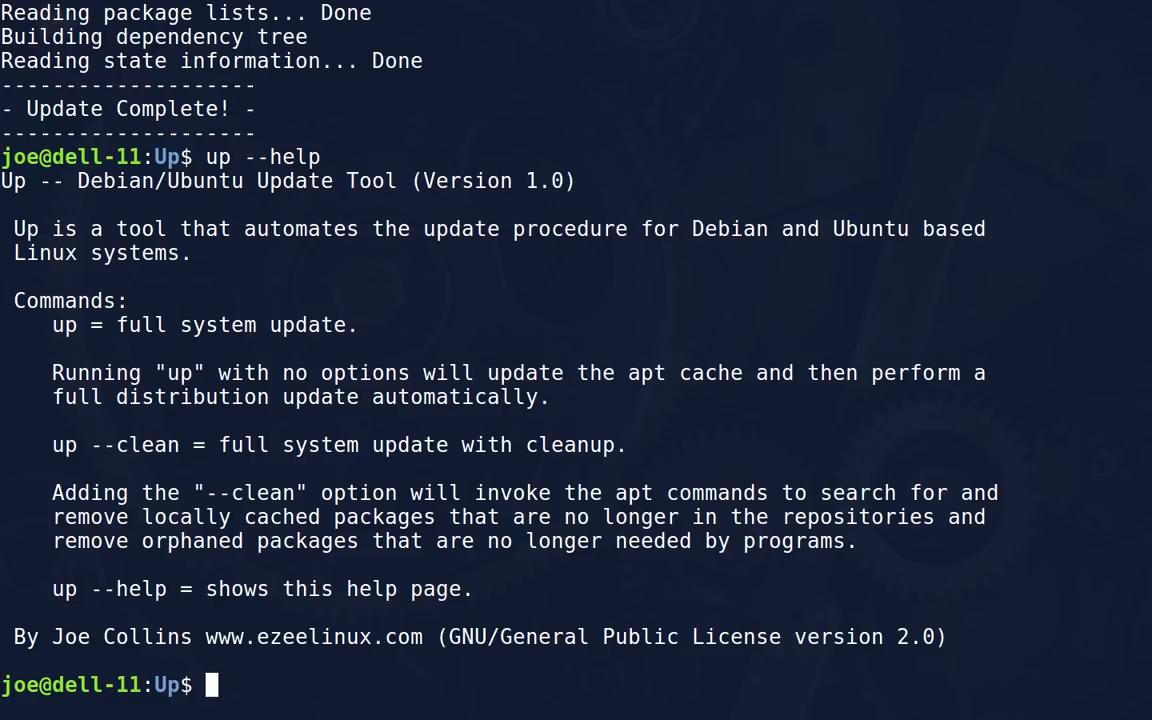 Reading package lists... Done
Building dependency tree
Reading state information... Done
--------------------
- Update Complete! -
--------------------
joe@dell-11:Up$ up --help
Up -- Debian/Ubuntu Update Tool (Version 1.0)
Up is a tool that automates the update procedure for Debian and Ubuntu based
Linux systems.
Commands:
up = full system update.
Running "up" with no options will update the apt cache and then perform a
full distribution update automatically.
up --clean = full system update with cleanup.
Adding the "--clean" option will invoke the apt commands to search for and
remove locally cached packages that are no longer in the repositories and
remove orphaned packages that are no longer needed by programs.
up --help = shows this help page.
By Joe Collins www.ezeelinux.com (GNU/General Public License version 2.0)
joe@dell-11:Up$